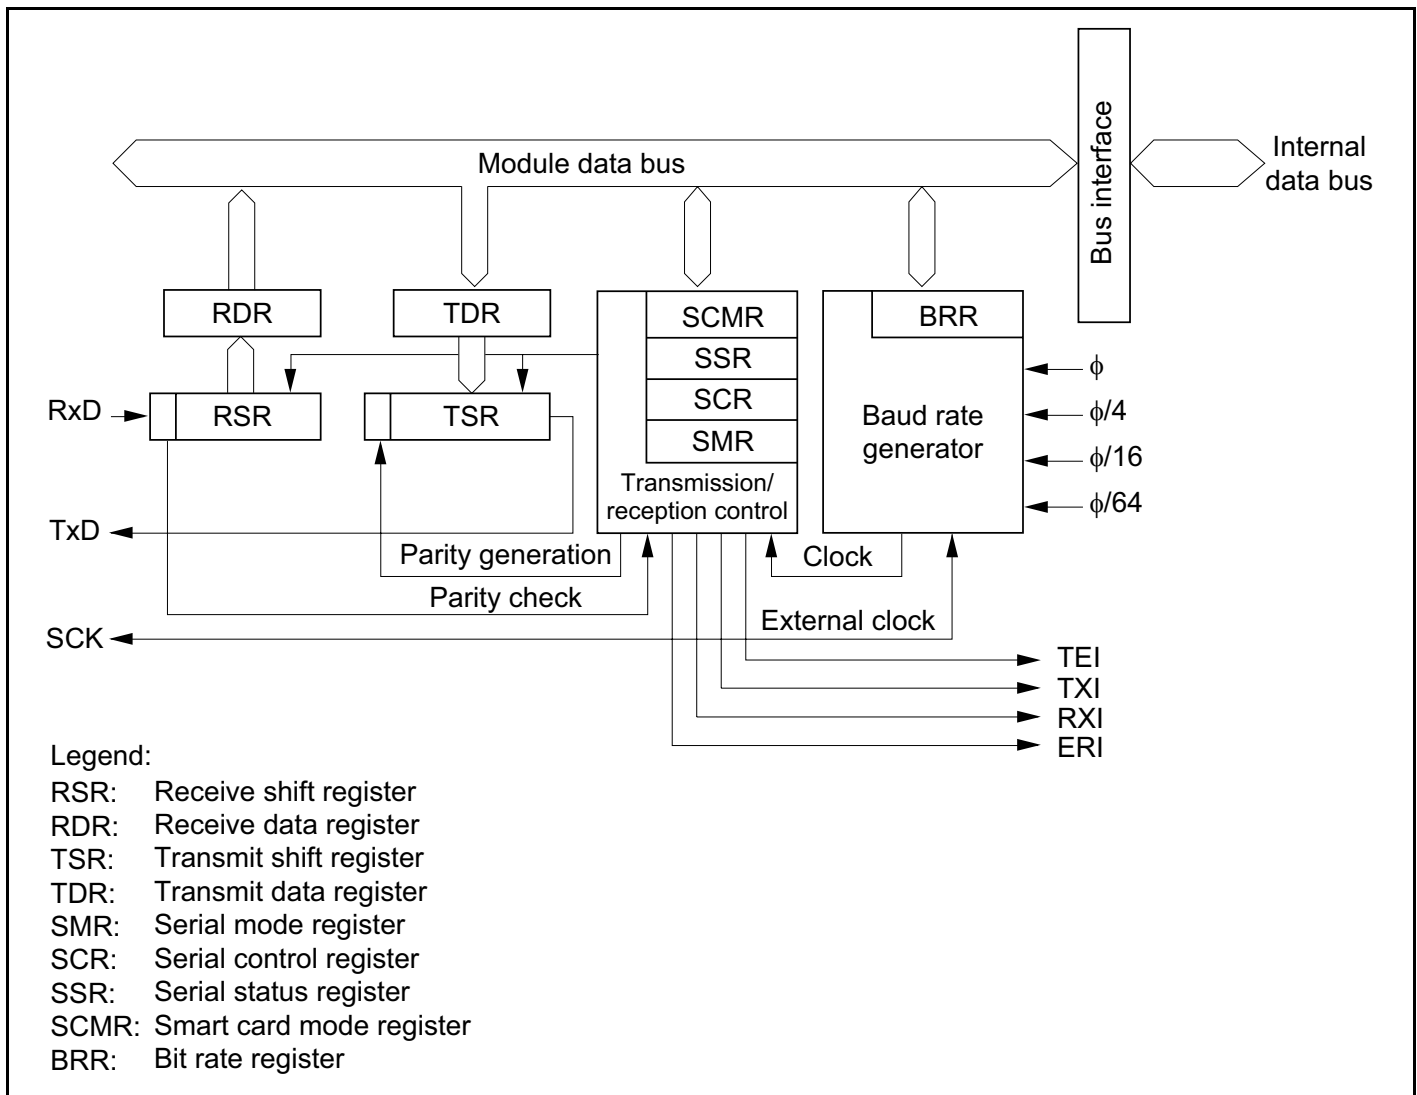 Module data bus
Bus interface
Internal
data bus
RDR
TDR
SCMR
SSR
SCR
SMR
Transmission/
reception control
BRR
Baud rate
generator
ϕ
ϕ/4
ϕ/16
ϕ/64
RxD
RSR
TSR
TxD
Parity generation
Parity check
Clock
External clock
SCK
TEI
TXI
RXI
ERI
Legend:
RSR: Receive shift register
RDR: Receive data register
TSR: Transmit shift register
TDR: Transmit data register
SMR: Serial mode register
SCR: Serial control register
SSR: Serial status register
SCMR: Smart card mode register
BRR: Bit rate register